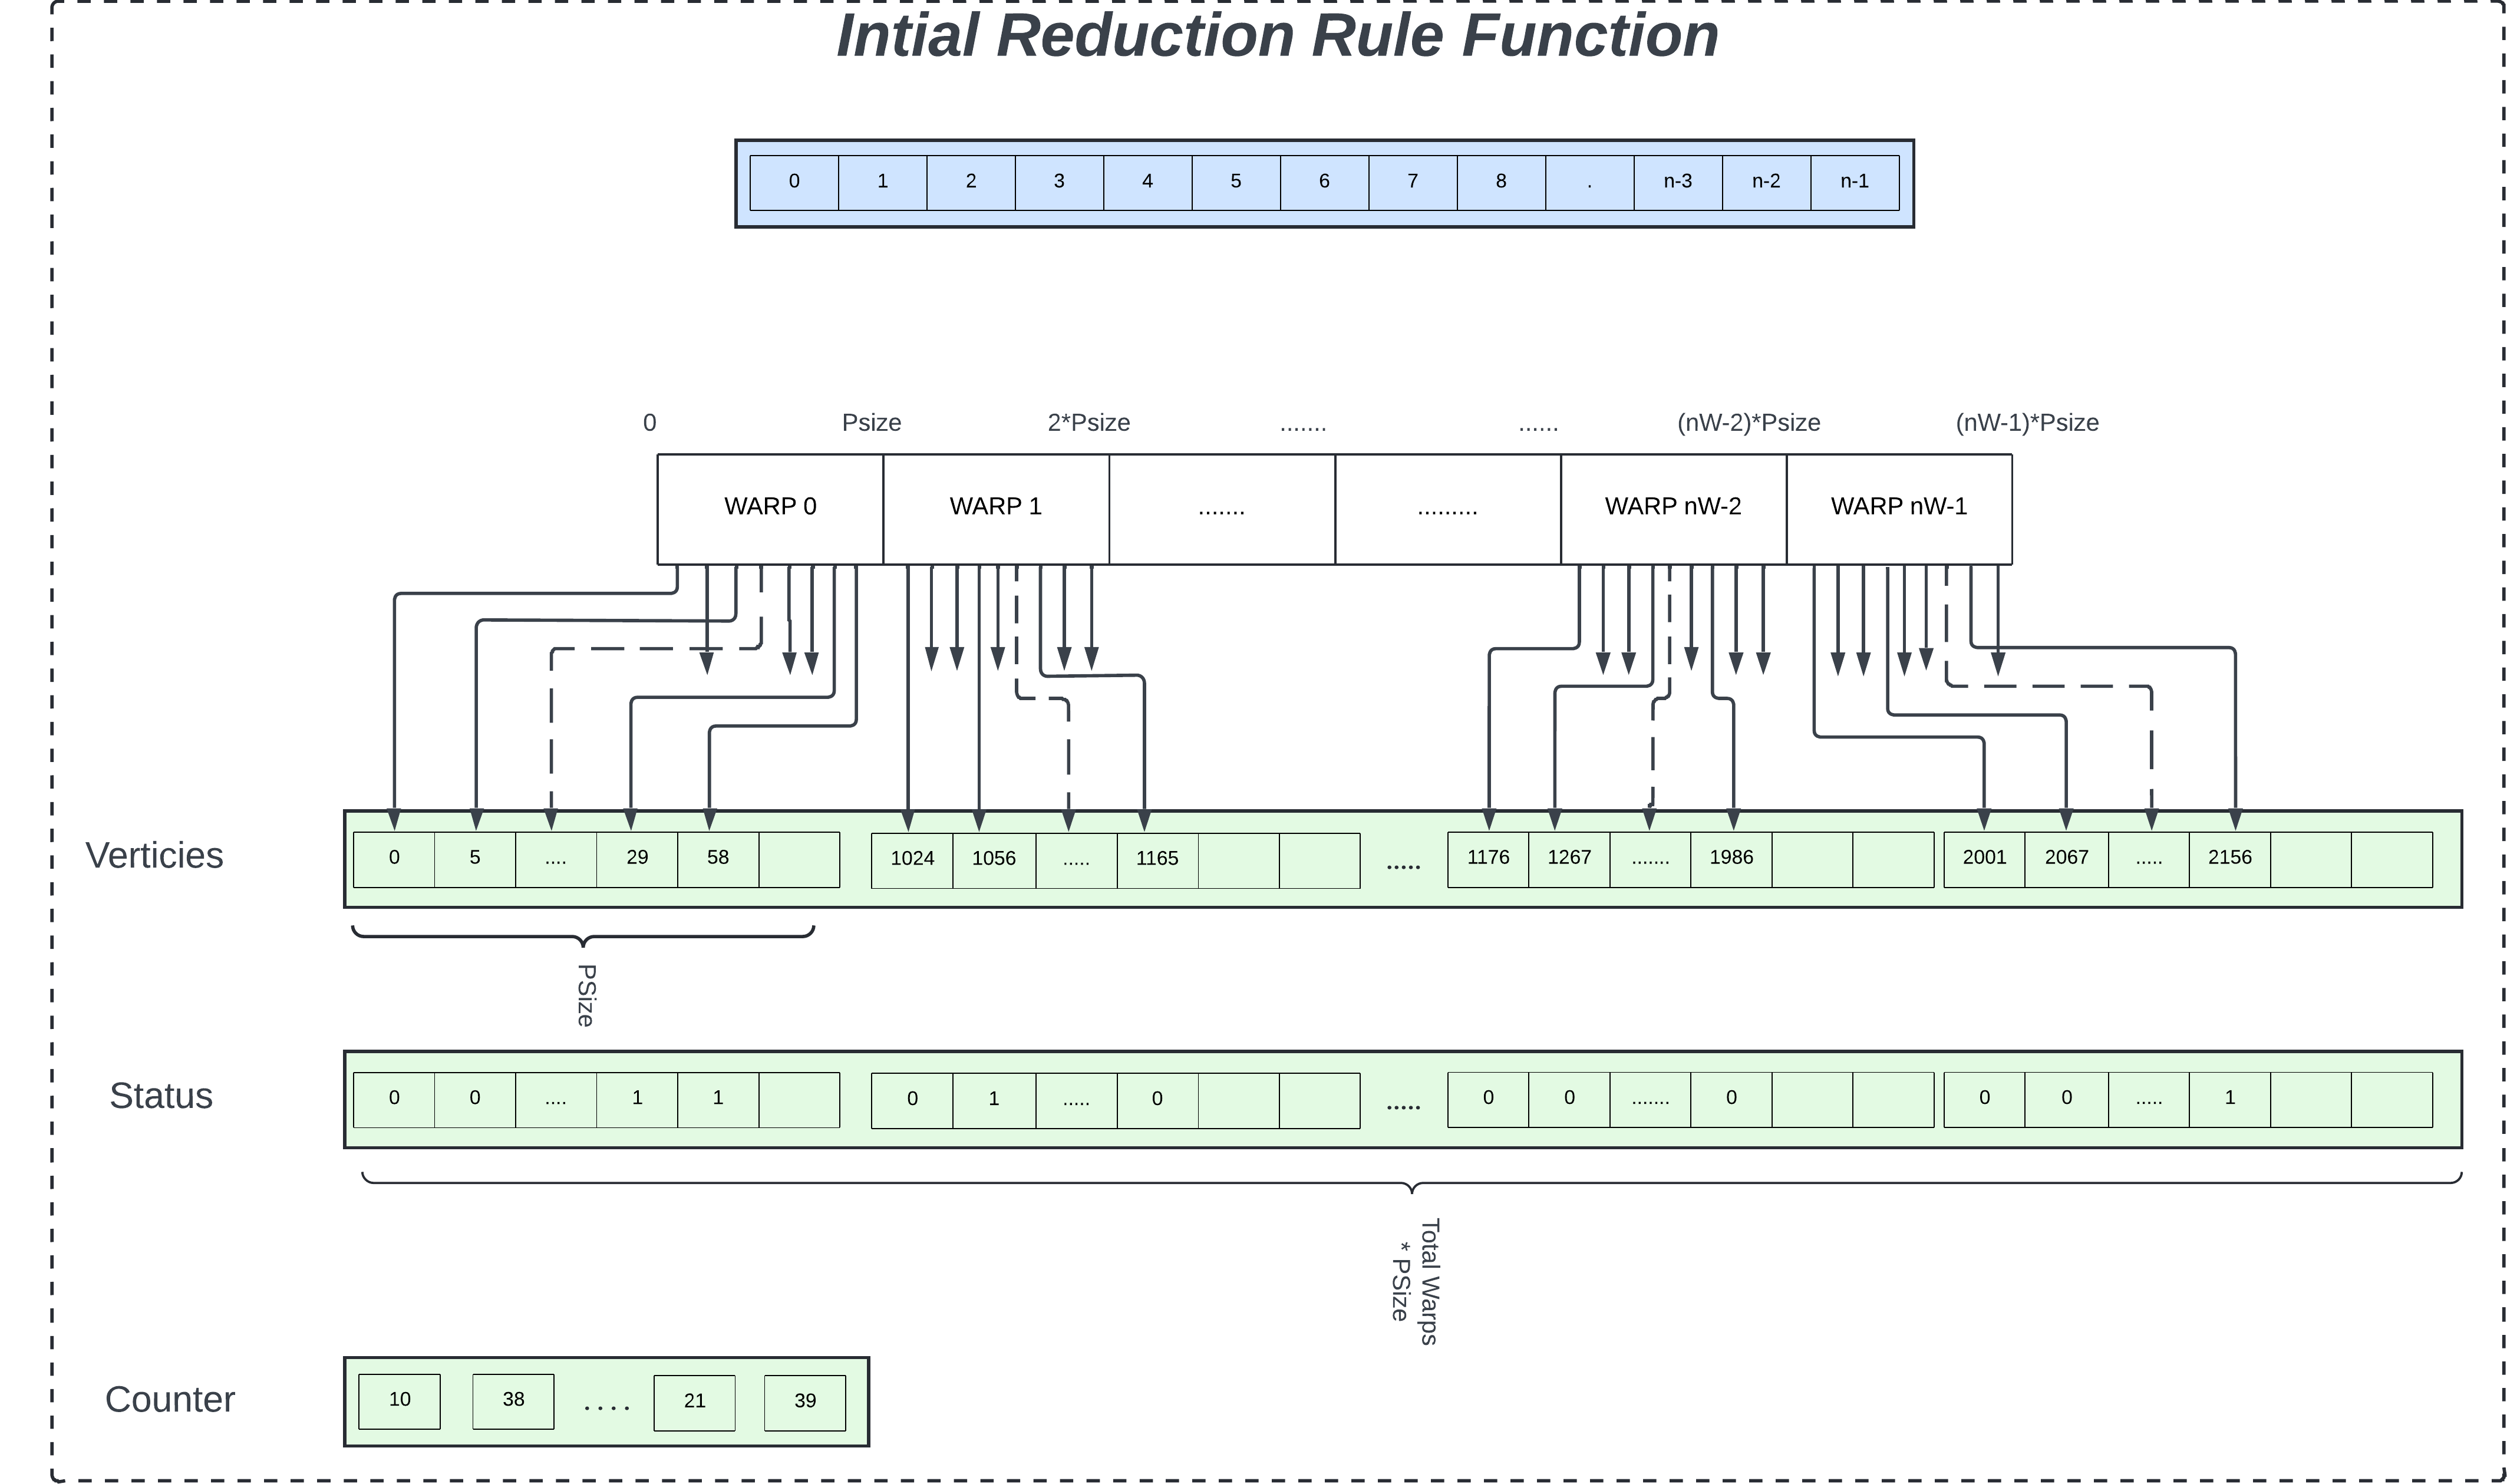 Intial Reduction Rule Function
0 1 2 3 4 5 6 7 8 . n-3 n-2 n-1
0 Psize 2*Psize ....... ...... (nW-2)*Psize (nW-1)*Psize
WARP 0 WARP 1 ....... ......... WARP nW-2 WARP nW-1
Verticies 0 5 .... 29 58 1024 1056 ..... 1165 ..... 1176 1267 ....... 1986 2001 2067 ..... 2156
PSize
Status 0 0 .... 1 1 0 1 ..... 0 ..... 0 0 ....... 0 0 0 ..... 1
Total Warps
* PSize
Counter 10 38 .... 21 39